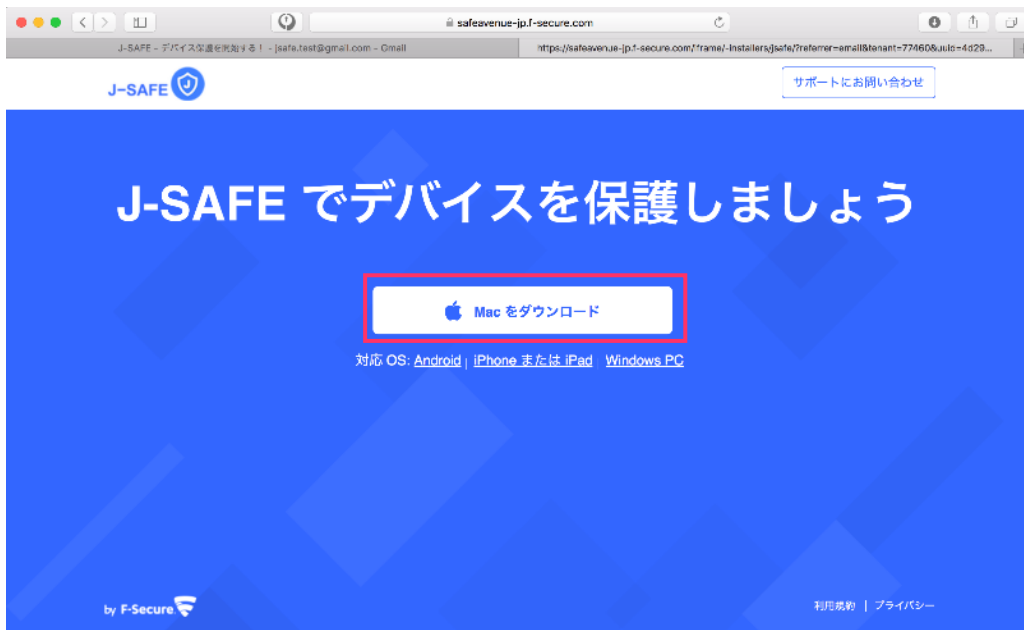 safeavenue-jp.f-secure.com
J-SAFE – デバイス保護を開始する！ - jsafe.test@gmail.com - Gmail
https://safeavenue-jp.f-secure.com/iframe/-installers/jsafe/?referrer=email&tenant=77460&uuid=4d29...
J-SAFE
サポートにお問い合わせ
J-SAFE でデバイスを保護しましょう
Mac をダウンロード
対応 OS: Android | iPhone または iPad | Windows PC
by F-Secure
利用規約 | プライバシー